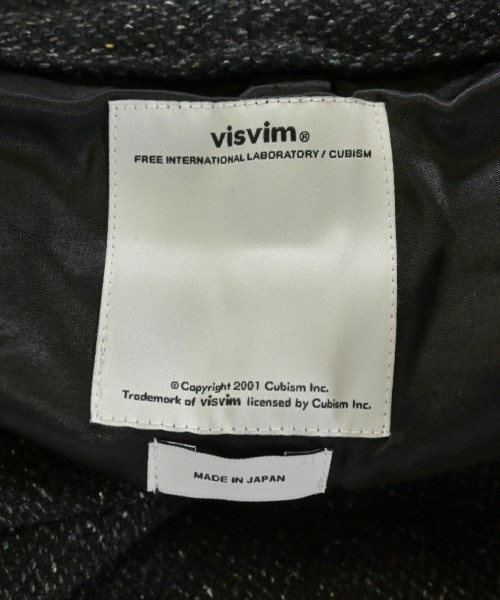 visvim®
FREE INTERNATIONAL LABORATORY / CUBISM
© Copyright 2001 Cubism Inc.
Trademark of visvim licensed by Cubism Inc.
MADE IN JAPAN